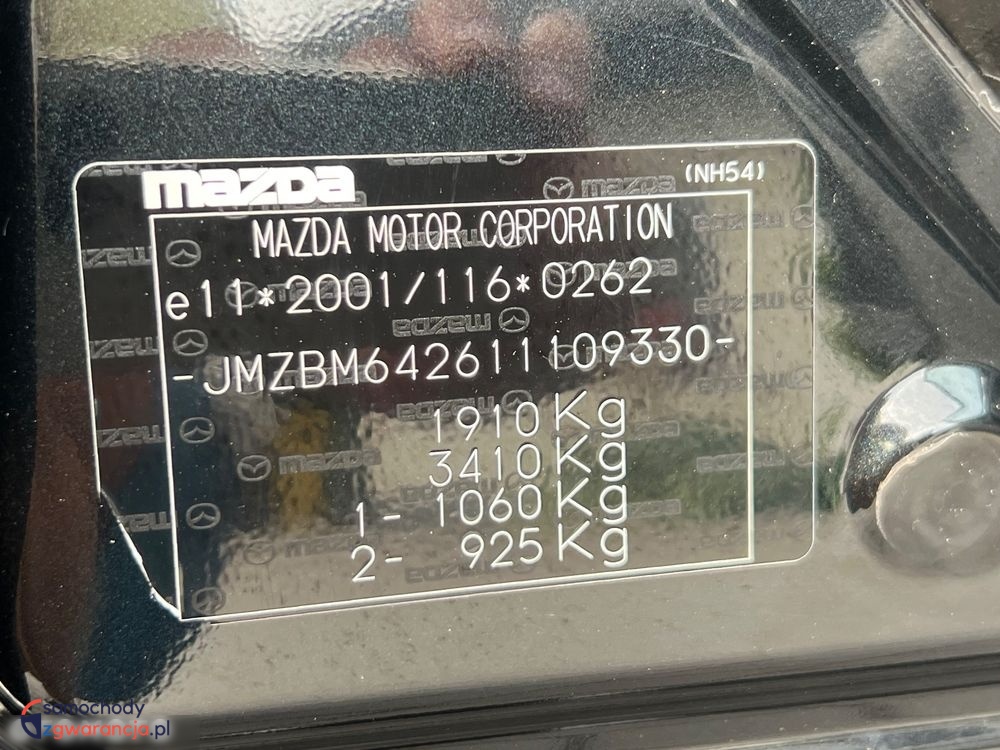 mazda
(NH54)
MAZDA MOTOR CORPORATION
e11*2001/116*0262
-JMZBM642611109330-
1910Kg
3410Kg
1- 1060Kg
2- 925Kg
samochody
zgwarancja.pl